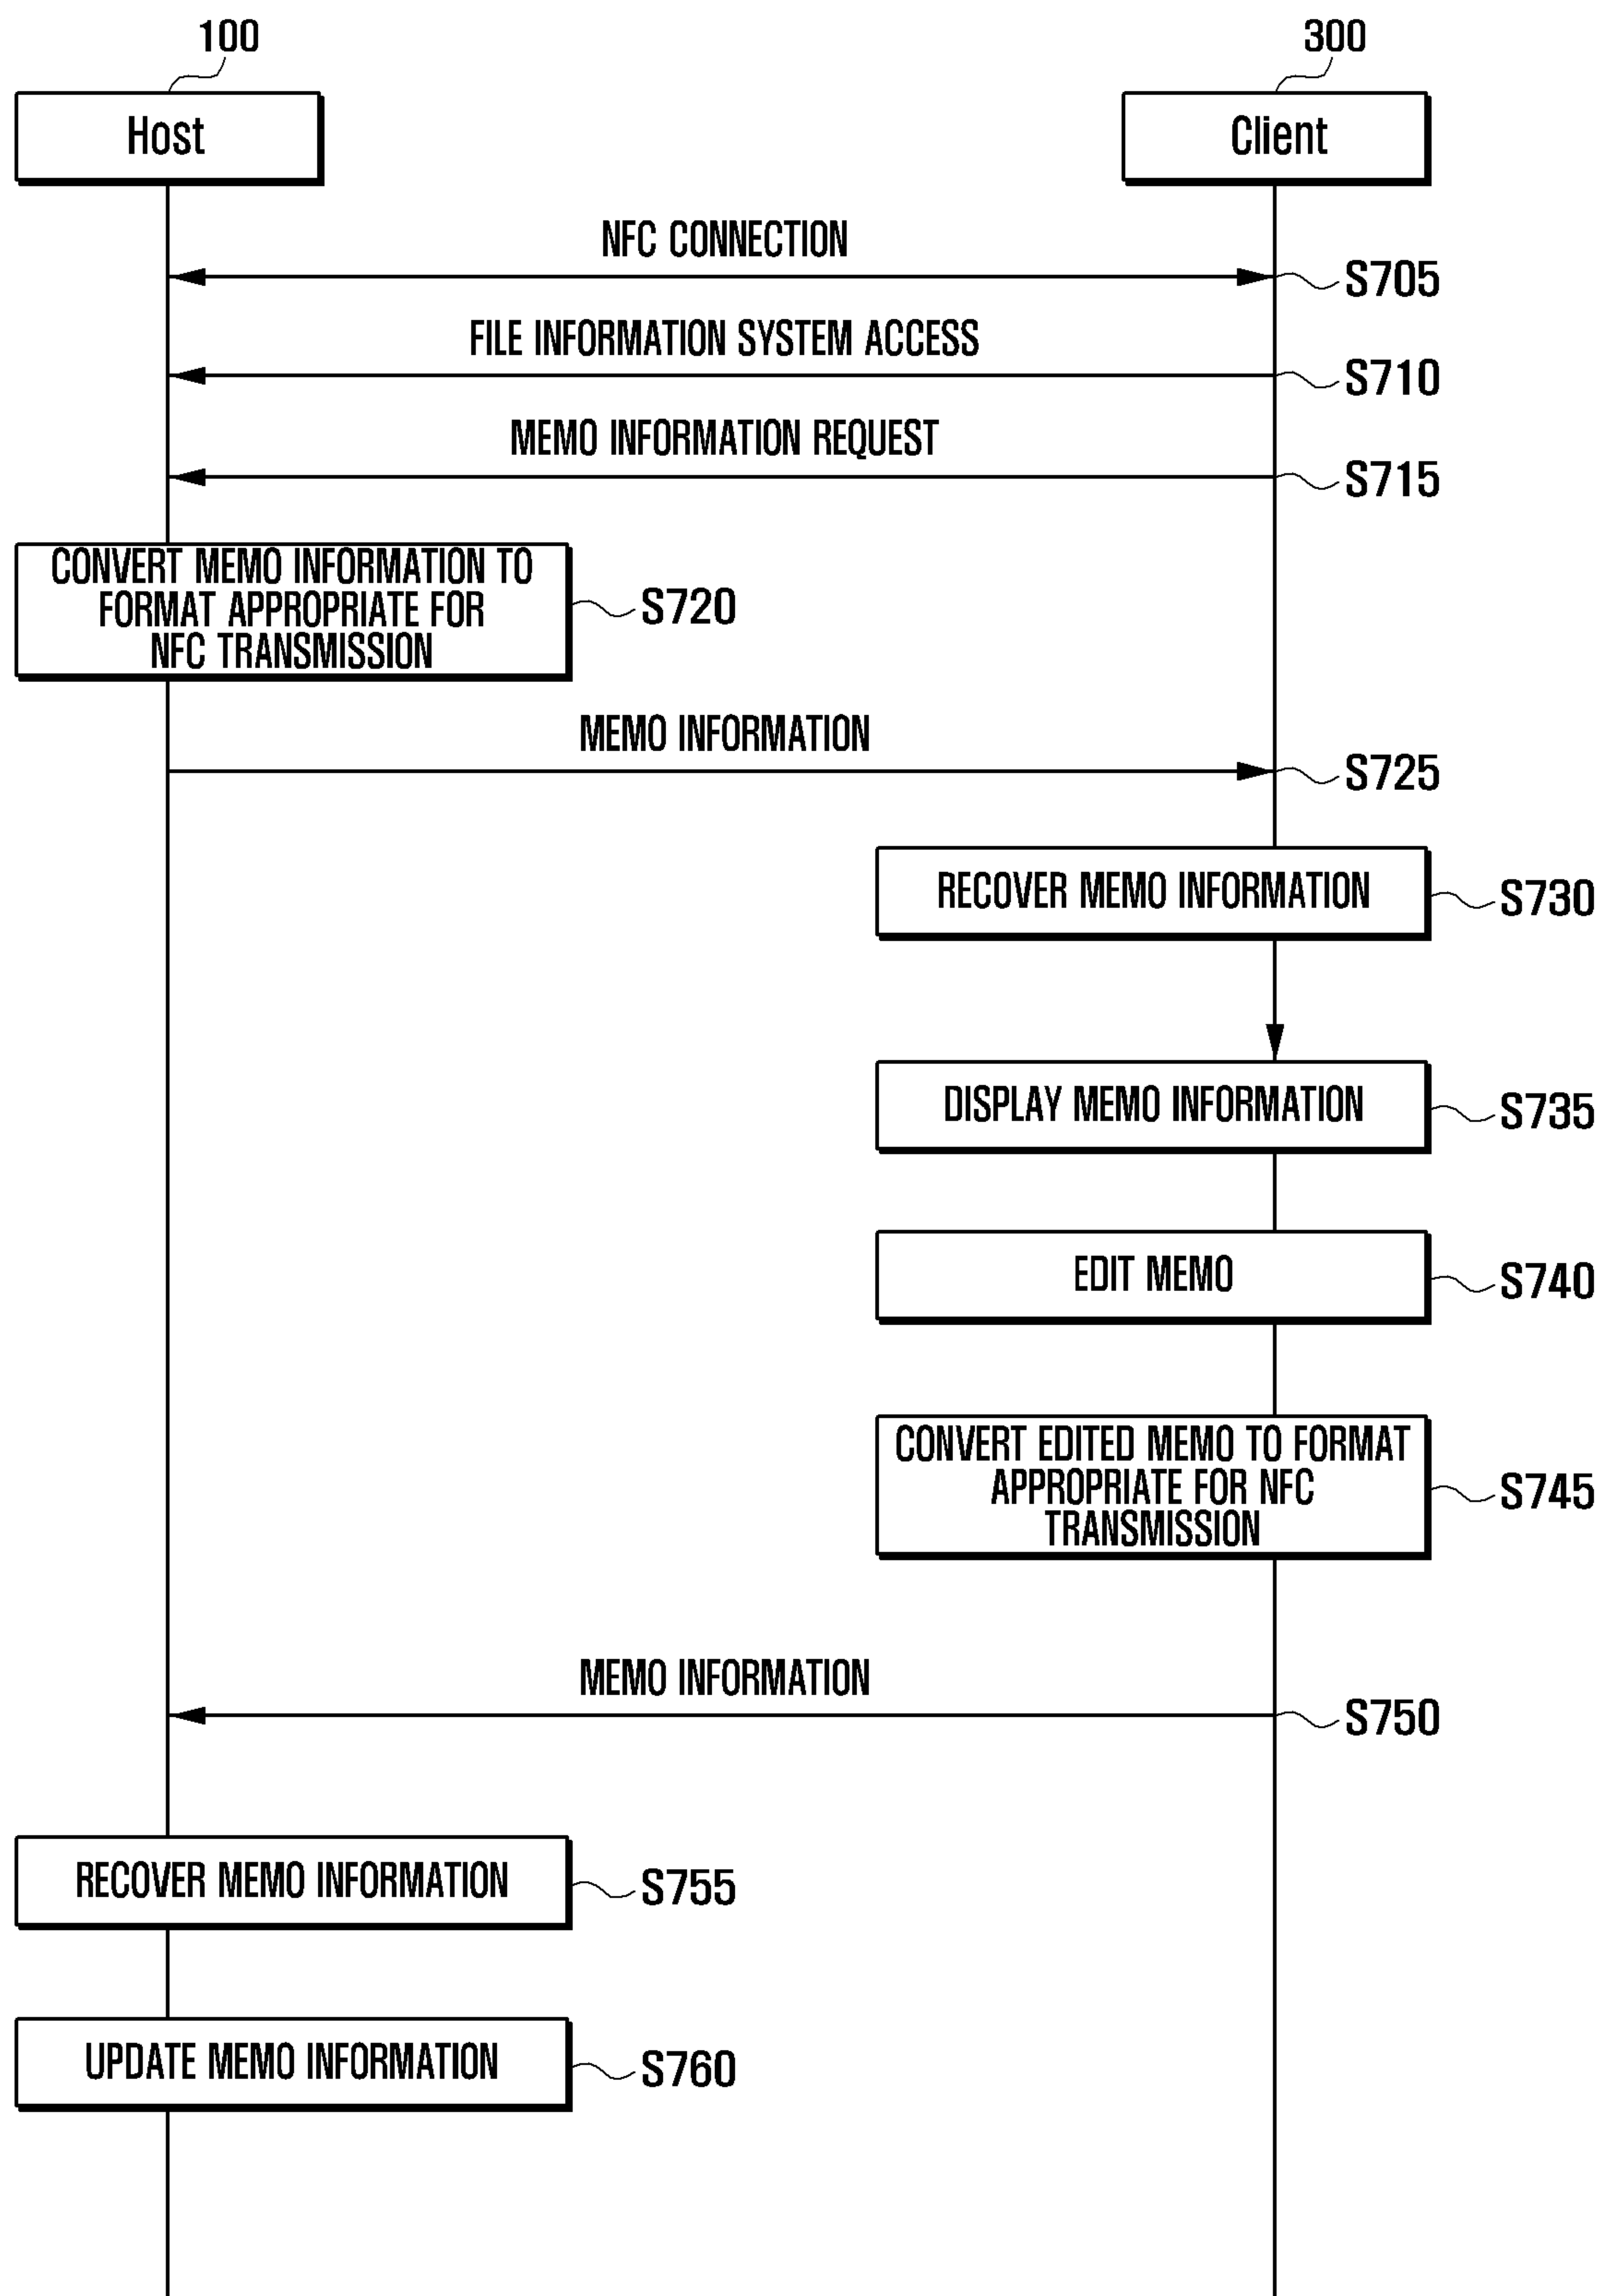 100
300
Host
Client
NFC CONNECTION
S705
FILE INFORMATION SYSTEM ACCESS
S710
MEMO INFORMATION REQUEST
S715
CONVERT MEMO INFORMATION TO
FORMAT APPROPRIATE FOR
NFC TRANSMISSION
S720
MEMO INFORMATION
S725
RECOVER MEMO INFORMATION
S730
DISPLAY MEMO INFORMATION
S735
EDIT MEMO
S740
CONVERT EDITED MEMO TO FORMAT
APPROPRIATE FOR NFC
TRANSMISSION
S745
MEMO INFORMATION
S750
RECOVER MEMO INFORMATION
S755
UPDATE MEMO INFORMATION
S760